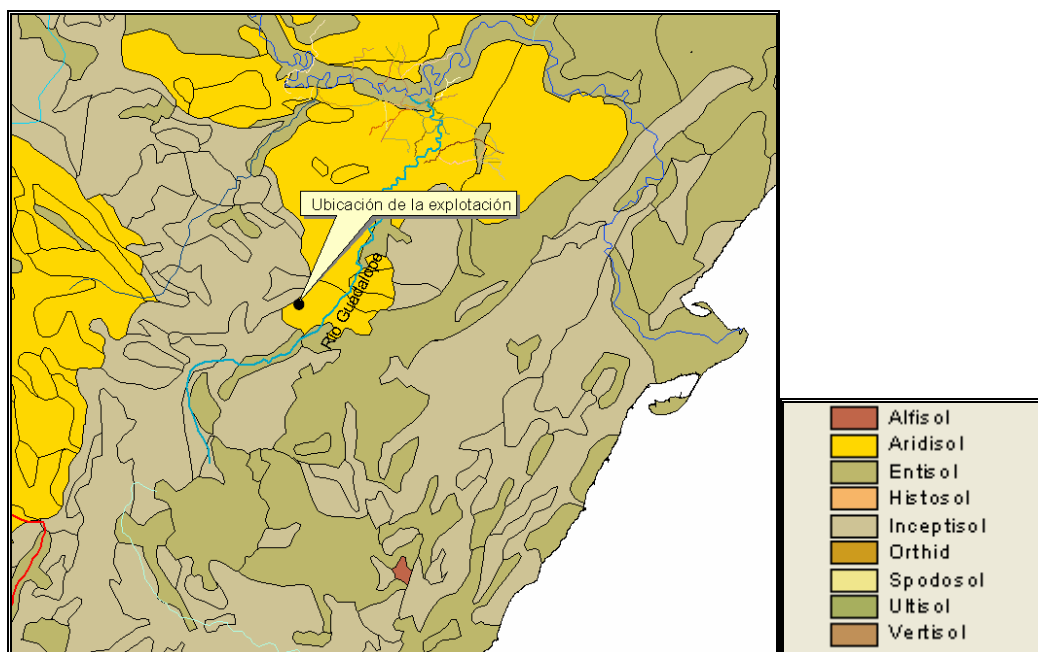 Ubicación de la explotación
Río Guadalope
Alfisol
Aridisol
Entisol
Histosol
Inceptisol
Orthid
Spodosol
Ultisol
Vertisol